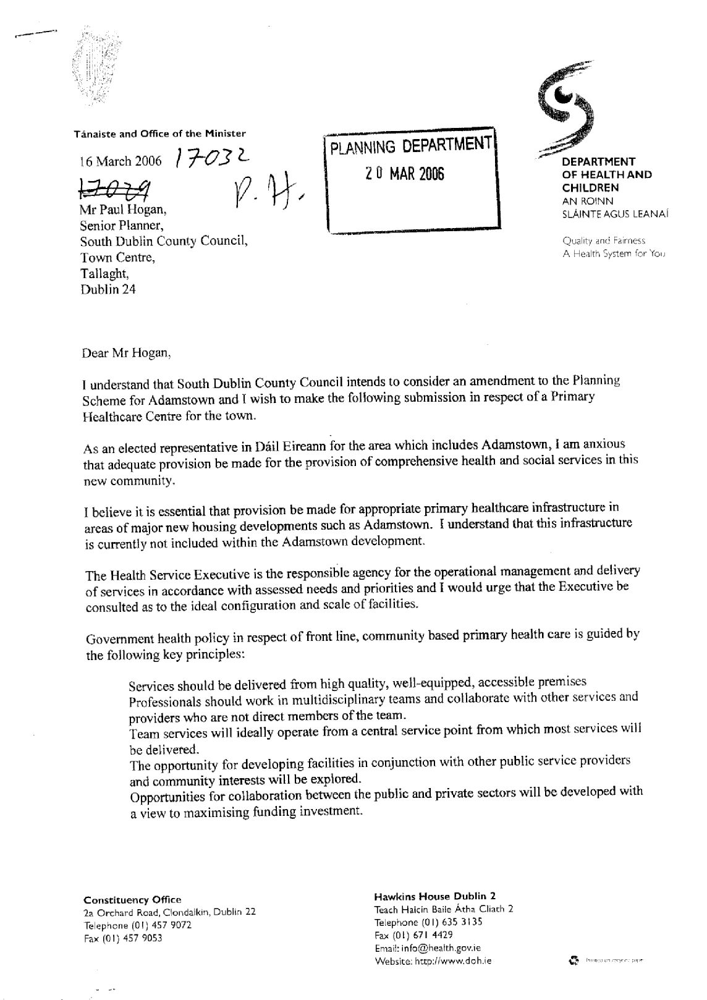 Tánaiste and Office of the Minister
16 March 2006 17032
17029
P.H.
PLANNING DEPARTMENT
20 MAR 2006
DEPARTMENT
OF HEALTH AND
CHILDREN
AN ROINN
SLÁINTE AGUS LEANAÍ
Quality and Fairness
A Health System for You
Mr Paul Hogan,
Senior Planner,
South Dublin County Council,
Town Centre,
Tallaght,
Dublin 24
Dear Mr Hogan,
I understand that South Dublin County Council intends to consider an amendment to the Planning
Scheme for Adamstown and I wish to make the following submission in respect of a Primary
Healthcare Centre for the town.
As an elected representative in Dáil Eireann for the area which includes Adamstown, I am anxious
that adequate provision be made for the provision of comprehensive health and social services in this
new community.
I believe it is essential that provision be made for appropriate primary healthcare infrastructure in
areas of major new housing developments such as Adamstown. I understand that this infrastructure
is currently not included within the Adamstown development.
The Health Service Executive is the responsible agency for the operational management and delivery
of services in accordance with assessed needs and priorities and I would urge that the Executive be
consulted as to the ideal configuration and scale of facilities.
Government health policy in respect of front line, community based primary health care is guided by
the following key principles:
Services should be delivered from high quality, well-equipped, accessible premises
Professionals should work in multidisciplinary teams and collaborate with other services and
providers who are not direct members of the team.
Team services will ideally operate from a central service point from which most services will
be delivered.
The opportunity for developing facilities in conjunction with other public service providers
and community interests will be explored.
Opportunities for collaboration between the public and private sectors will be developed with
a view to maximising funding investment.
Constituency Office
2a Orchard Road, Clondalkin, Dublin 22
Telephone (01) 457 9072
Fax (01) 457 9053
Hawkins House Dublin 2
Teach Haicin Baile Átha Cliath 2
Telephone (01) 635 3135
Fax (01) 671 4429
Email: info@health.gov.ie
Website: http://www.doh.ie
Printed on recycled paper